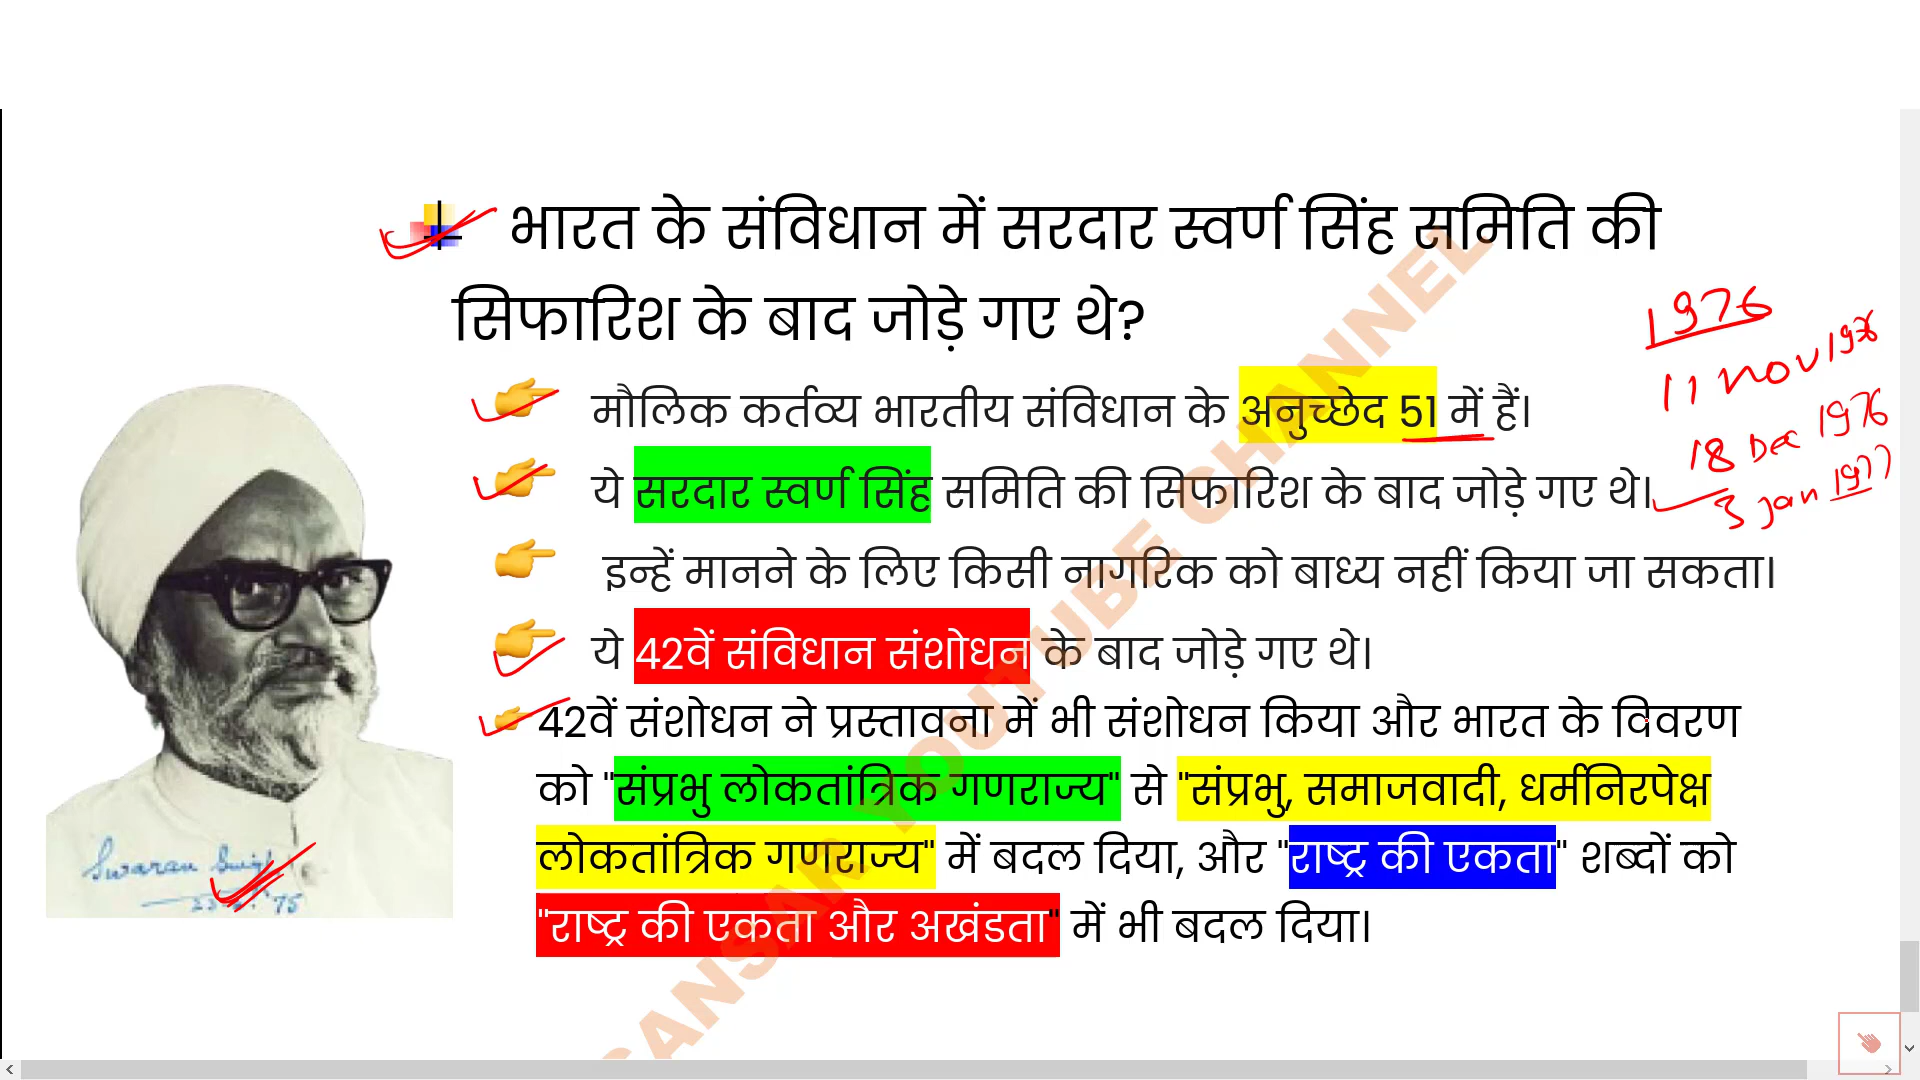 भारत के संविधान में सरदार स्वर्ण सिंह समिति की
सिफारिश के बाद जोड़े गए थे?
1976
11 Nov 1976
मौलिक कर्तव्य भारतीय संविधान के अनुच्छेद 51 में हैं।
18 Dec 1976
ये सरदार स्वर्ण सिंह समिति की सिफारिश के बाद जोड़े गए थे।
3 Jan 1977
इन्हें मानने के लिए किसी नागरिक को बाध्य नहीं किया जा सकता।
ये 42वें संविधान संशोधन के बाद जोड़े गए थे।
42वें संशोधन ने प्रस्तावना में भी संशोधन किया और भारत के विवरण
को "संप्रभु लोकतांत्रिक गणराज्य" से "संप्रभु, समाजवादी, धर्मनिरपेक्ष
लोकतांत्रिक गणराज्य" में बदल दिया, और "राष्ट्र की एकता" शब्दों को
"राष्ट्र की एकता और अखंडता" में भी बदल दिया।
Swaran Singh
SANSAR YOUTUBE CHANNEL